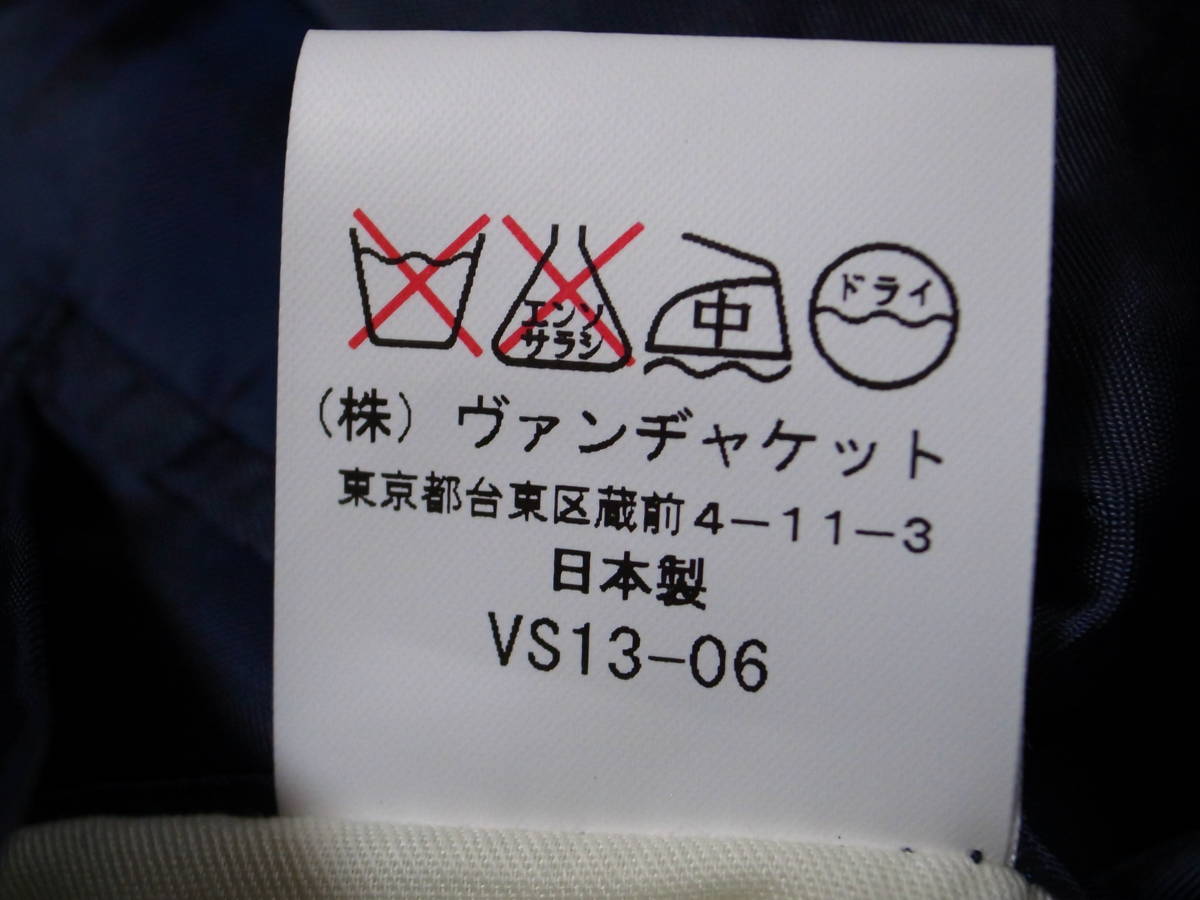 エンソ
サラシ
中
ドライ
（株）ヴァンヂャケット
東京都台東区蔵前4-11-3
日本製
VS13-06